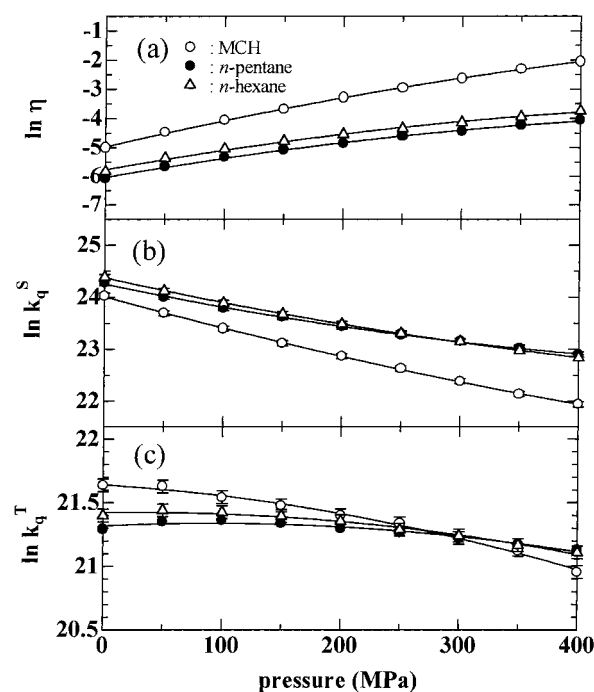 -1
(a)
○ : MCH
-2
● : n-pentane
-3
△ : n-hexane
-4
-5
-6
-7
ln η
25
(b)
24
23
22
ln k_q^S
22
(c)
21.5
21
20.5
ln k_q^T
0 100 200 300 400
pressure (MPa)